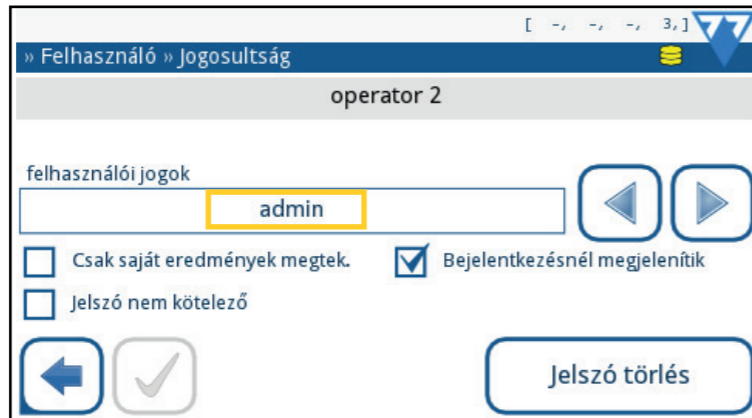 [ -, -, -, 3,]
» Felhasználó » Jogosultság
operator 2
felhasználói jogok
admin
Csak saját eredmények megtek. Bejelentkezésnél megjelenítik
Jelszó nem kötelező
Jelszó törlés